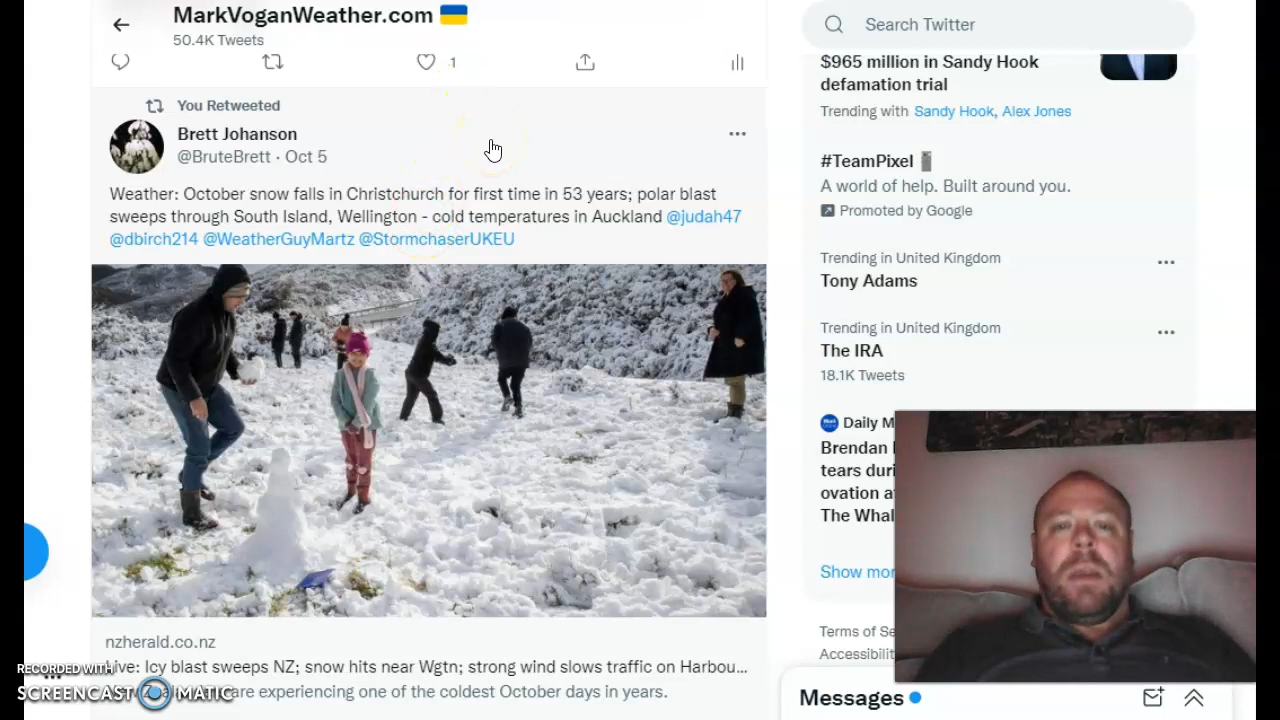 MarkVoganWeather.com
50.4K Tweets
1
You Retweeted
Brett Johanson
@BruteBrett · Oct 5
Weather: October snow falls in Christchurch for first time in 53 years; polar blast
sweeps through South Island, Wellington - cold temperatures in Auckland @judah47
@dbirch214 @WeatherGuyMartz @StormchaserUKEU
nzherald.co.nz
Live: Icy blast sweeps NZ; snow hits near Wgtn; strong wind slows traffic on Harbou...
are experiencing one of the coldest October days in years.
RECORDED WITH
SCREENCAST MATIC
Search Twitter
$965 million in Sandy Hook
defamation trial
Trending with Sandy Hook, Alex Jones
#TeamPixel
A world of help. Built around you.
Promoted by Google
Trending in United Kingdom
Tony Adams
Trending in United Kingdom
The IRA
18.1K Tweets
Daily M
Brendan
tears duri
ovation a
The Whal
Show mor
Terms of Se
Accessibilit
Messages